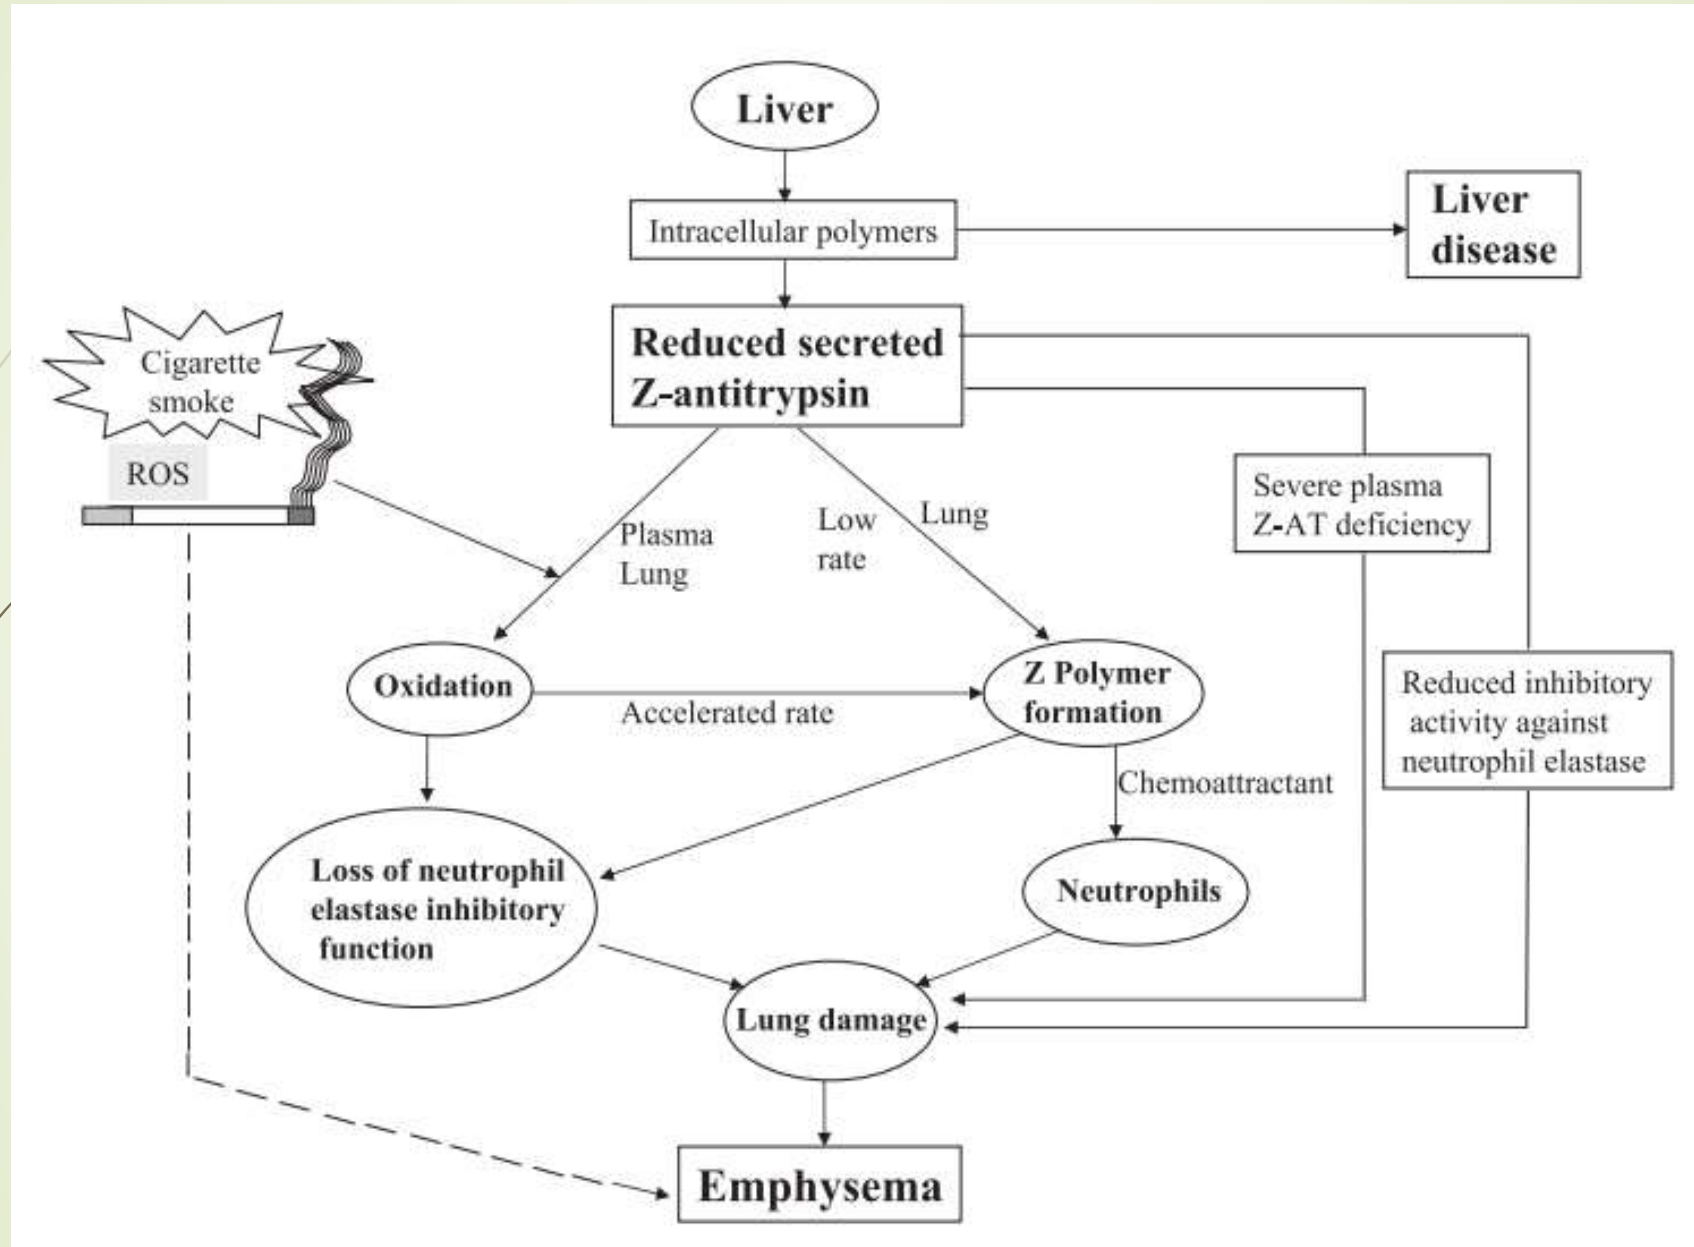 Liver
Intracellular polymers
Liver
disease
Reduced secreted
Z-antitrypsin
Cigarette
smoke
ROS
Plasma
Lung
Low
rate
Lung
Severe plasma
Z-AT deficiency
Oxidation
Accelerated rate
Z Polymer
formation
Reduced inhibitory
activity against
neutrophil elastase
Chemoattractant
Loss of neutrophil
elastase inhibitory
function
Neutrophils
Lung damage
Emphysema